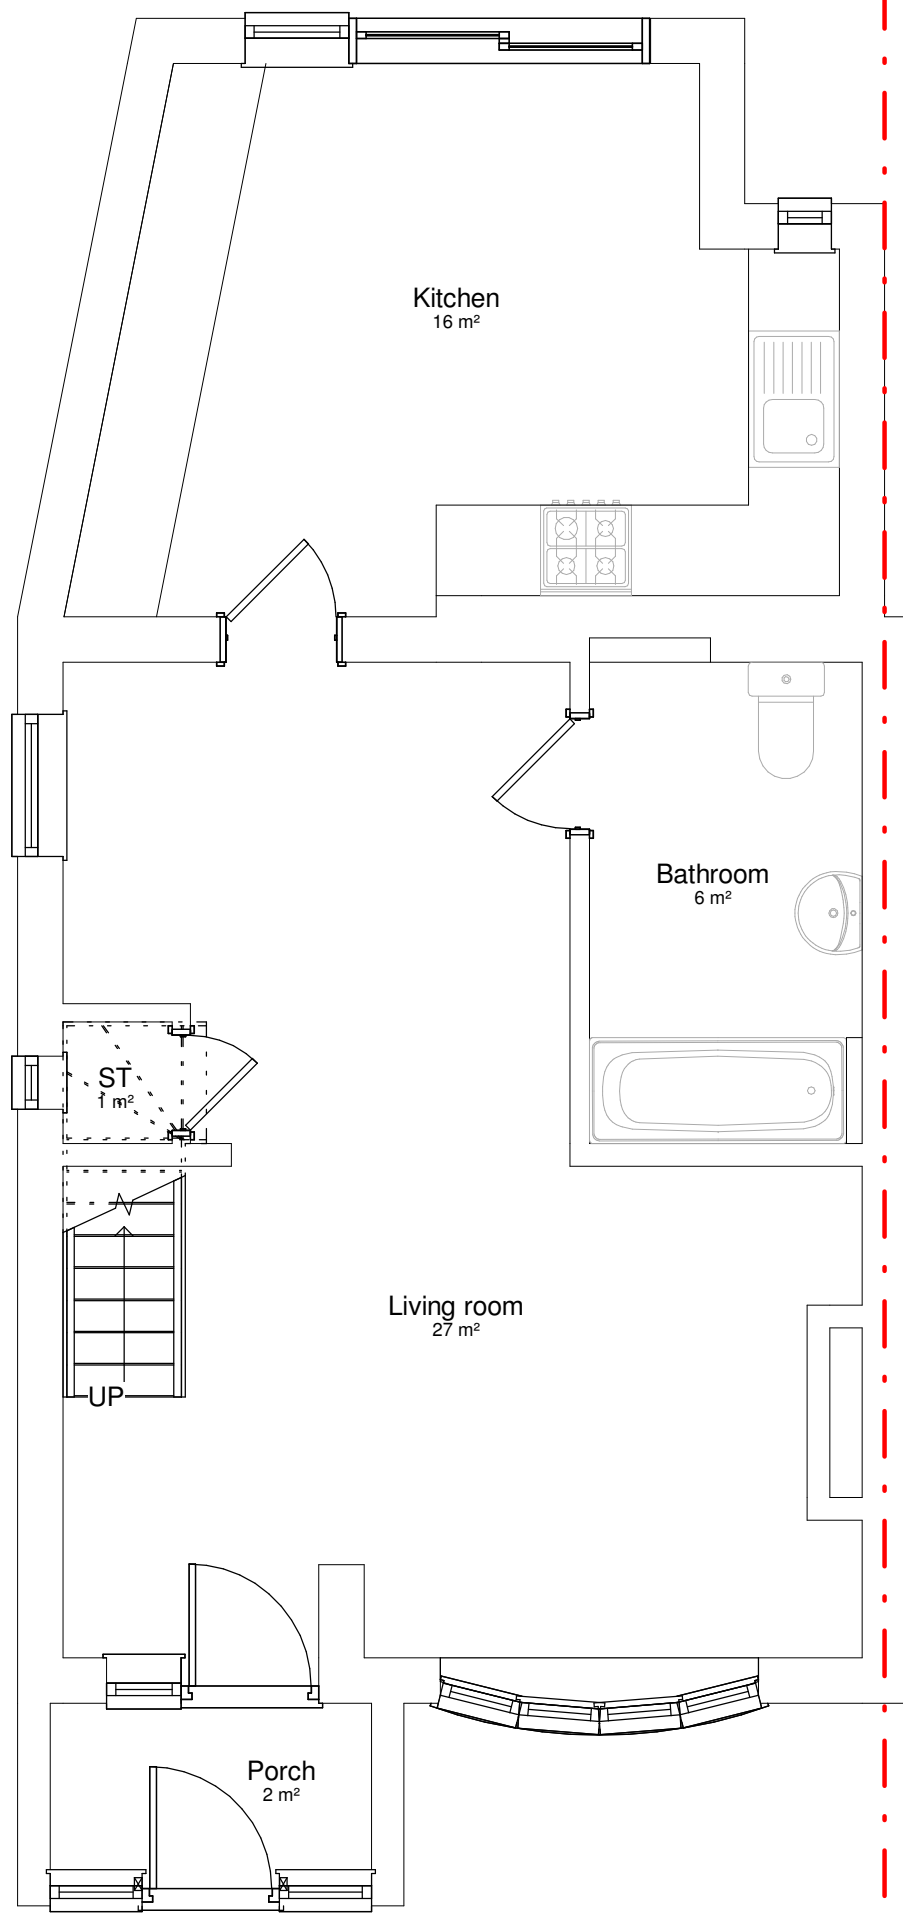 Kitchen
16 m²
Bathroom
6 m²
ST
1 m²
Living room
27 m²
UP
Porch
2 m²